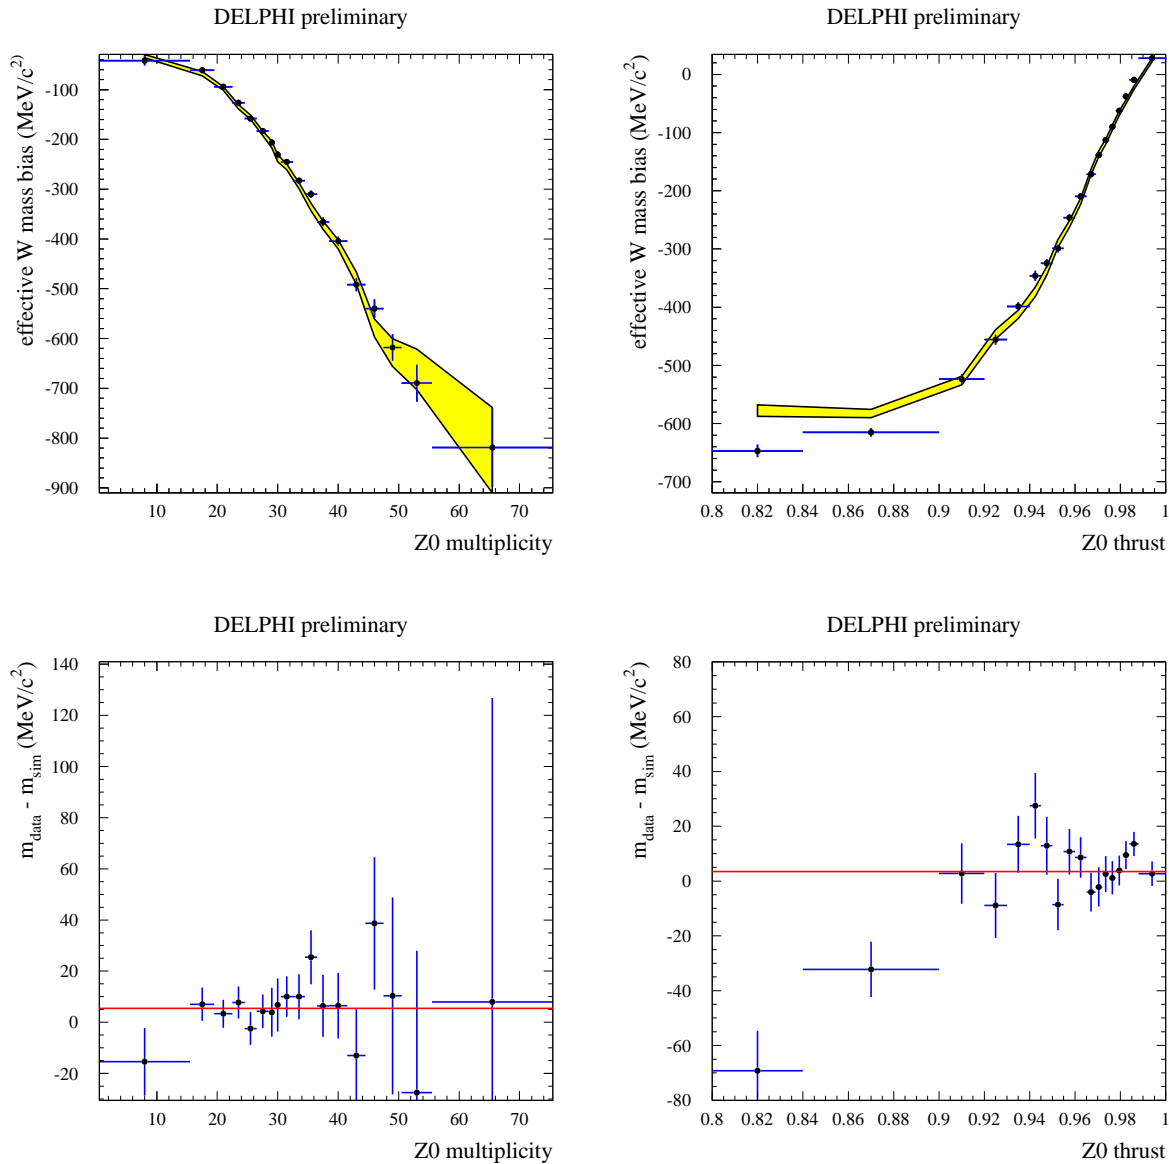 DELPHI preliminary
effective W mass bias (MeV/c²)
-100
-200
-300
-400
-500
-600
-700
-800
-900
10 20 30 40 50 60 70
Z0 multiplicity
DELPHI preliminary
effective W mass bias (MeV/c²)
0
-100
-200
-300
-400
-500
-600
-700
0.8 0.82 0.84 0.86 0.88 0.9 0.92 0.94 0.96 0.98 1
Z0 thrust
DELPHI preliminary
m_data - m_sim (MeV/c²)
140
120
100
80
60
40
20
0
-20
10 20 30 40 50 60 70
Z0 multiplicity
DELPHI preliminary
m_data - m_sim (MeV/c²)
80
60
40
20
0
-20
-40
-60
-80
0.8 0.82 0.84 0.86 0.88 0.9 0.92 0.94 0.96 0.98 1
Z0 thrust